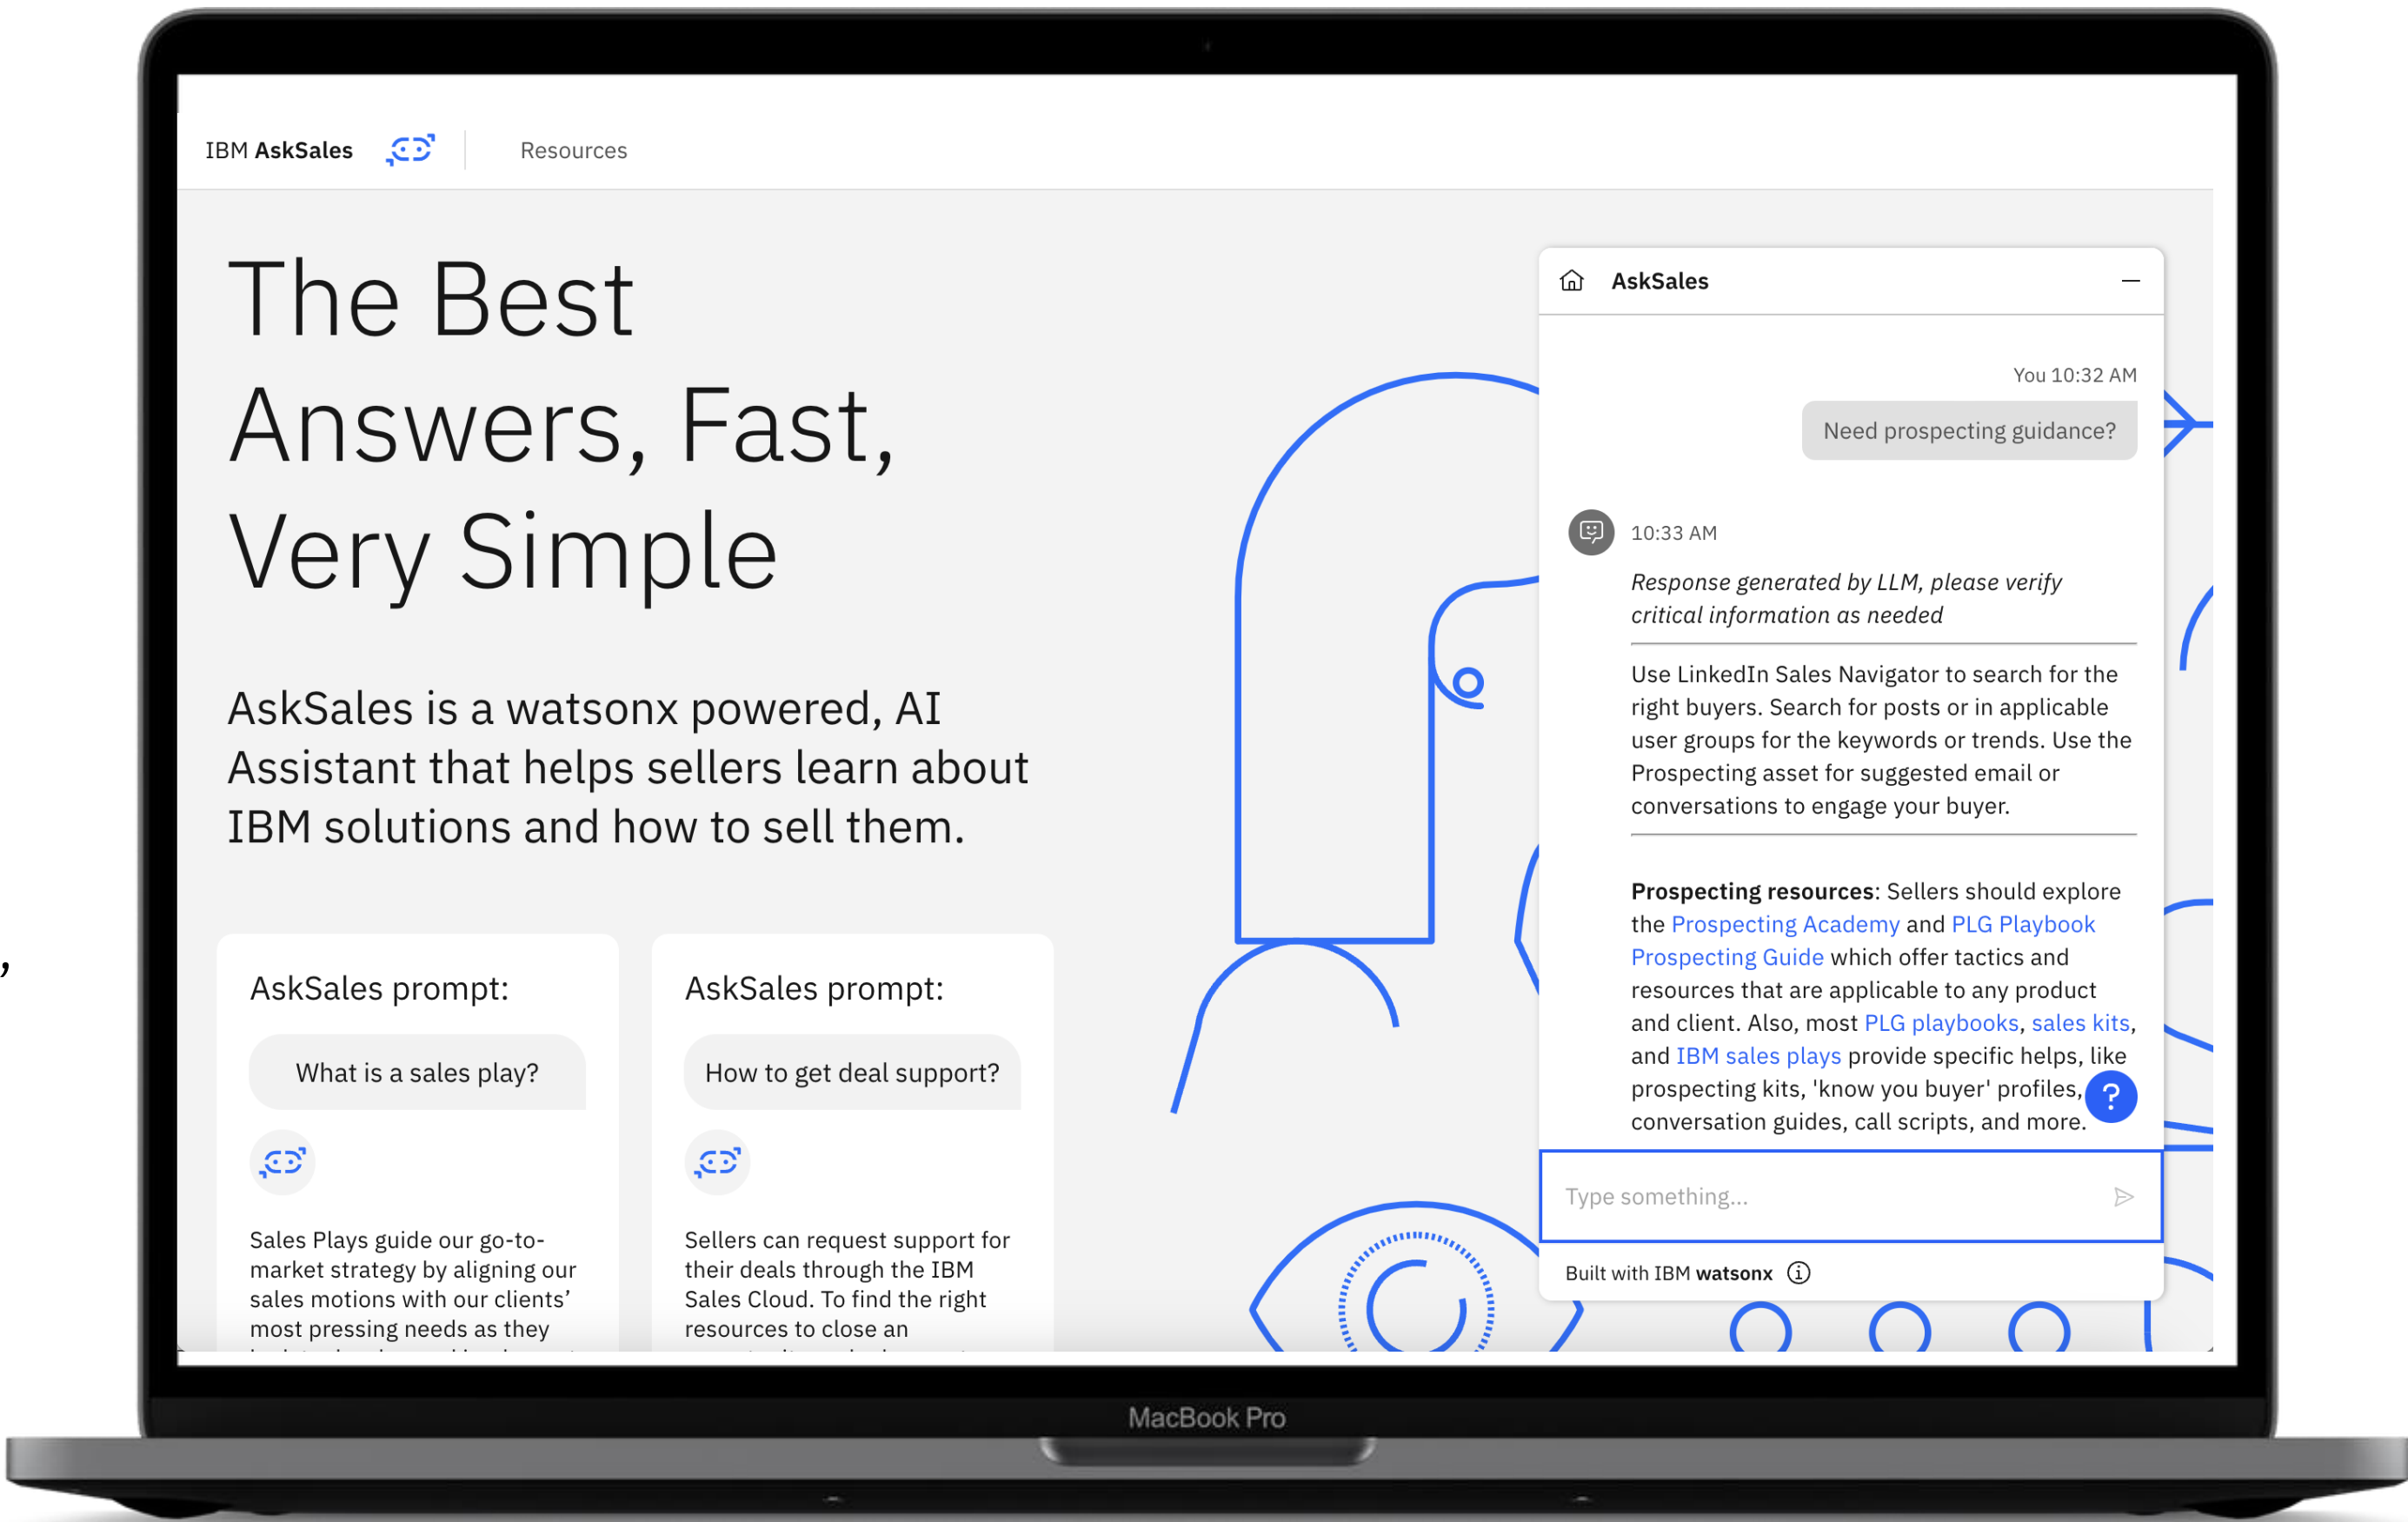 IBM AskSales
Resources
The Best
Answers, Fast,
Very Simple
AskSales is a watsonx powered, AI
Assistant that helps sellers learn about
IBM solutions and how to sell them.
AskSales prompt:
What is a sales play?
Sales Plays guide our go-to-
market strategy by aligning our
sales motions with our clients’
most pressing needs as they
AskSales prompt:
How to get deal support?
Sellers can request support for
their deals through the IBM
Sales Cloud. To find the right
resources to close an
AskSales
You 10:32 AM
Need prospecting guidance?
10:33 AM
Response generated by LLM, please verify
critical information as needed
Use LinkedIn Sales Navigator to search for the
right buyers. Search for posts or in applicable
user groups for the keywords or trends. Use the
Prospecting asset for suggested email or
conversations to engage your buyer.
Prospecting resources: Sellers should explore
the Prospecting Academy and PLG Playbook
Prospecting Guide which offer tactics and
resources that are applicable to any product
and client. Also, most PLG playbooks, sales kits,
and IBM sales plays provide specific helps, like
prospecting kits, 'know you buyer' profiles,
conversation guides, call scripts, and more.
?
Type something...
Built with IBM watsonx
MacBook Pro
,